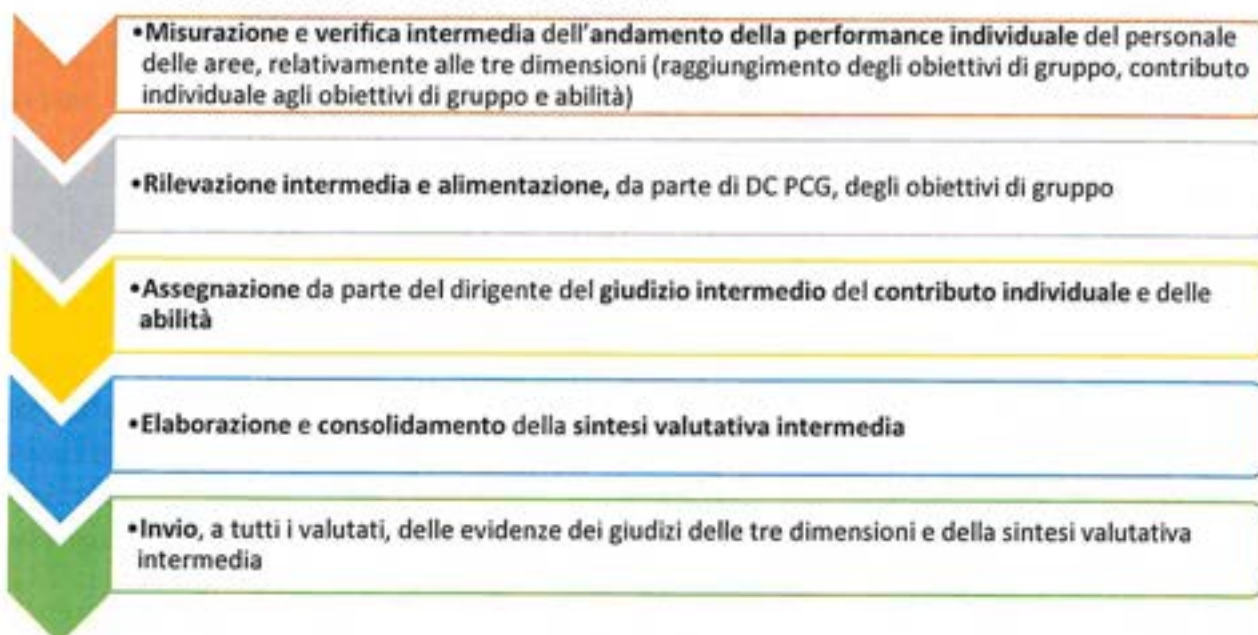 •Misurazione e verifica intermedia dell'andamento della performance individuale del personale
delle aree, relativamente alle tre dimensioni (raggiungimento degli obiettivi di gruppo, contributo
individuale agli obiettivi di gruppo e abilità)
•Rilevazione intermedia e alimentazione, da parte di DC PCG, degli obiettivi di gruppo
•Assegnazione da parte del dirigente del giudizio intermedio del contributo individuale e delle
abilità
•Elaborazione e consolidamento della sintesi valutativa intermedia
•Invio, a tutti i valutati, delle evidenze dei giudizi delle tre dimensioni e della sintesi valutativa
intermedia